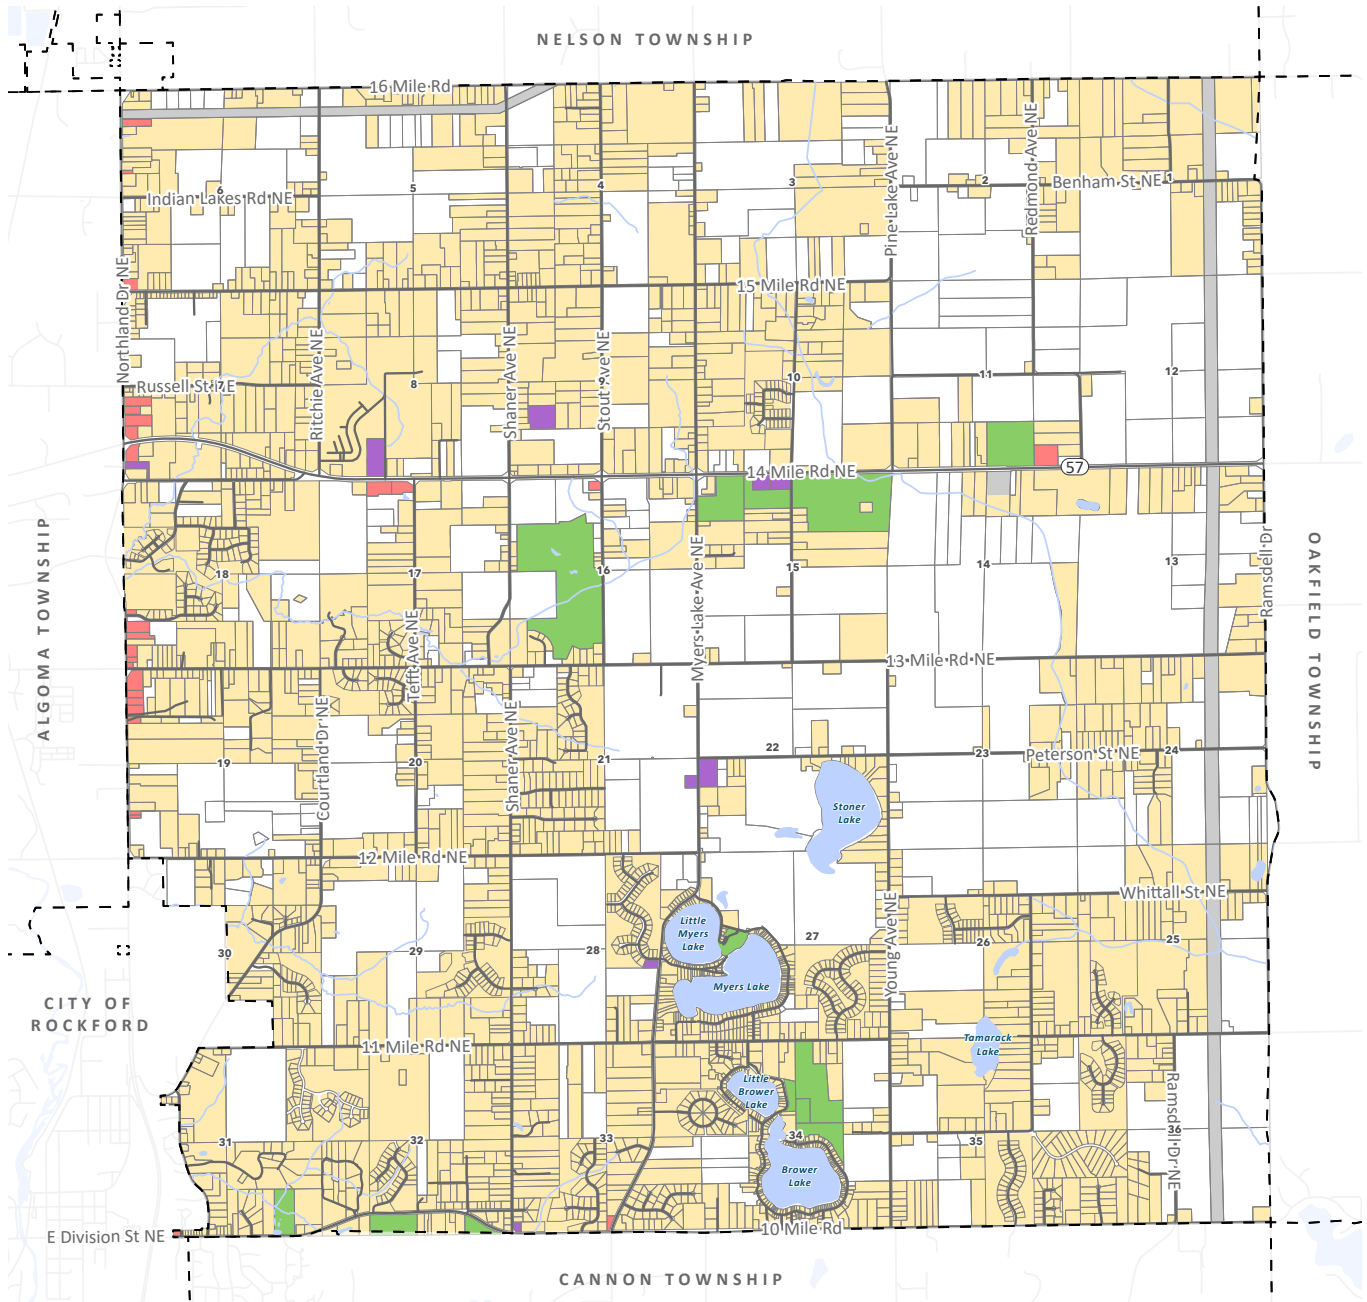 NELSON TOWNSHIP
16 Mile Rd
Pine Lake Ave NE
Redmond Ave NE
6
5
4
3
2
1
Indian Lakes Rd NE
Benham St NE
Northland Dr NE
15 Mile Rd NE
Ritchie Ave NE
Shaner Ave NE
Stout Ave NE
Russell St NE
7
8
9
10
11
12
14 Mile Rd NE
57
ALGOMA TOWNSHIP
OAKFIELD TOWNSHIP
Myers Lake Ave NE
Ramsdell Dr
18
17
16
15
14
13
Tefft Ave NE
13 Mile Rd NE
Courtland Dr NE
Shaner Ave NE
19
20
21
22
23
24
Peterson St NE
Stoner
Lake
12 Mile Rd NE
Whittall St NE
Little
Myers
Lake
Young Ave NE
30
29
28
27
26
25
Myers Lake
CITY OF
ROCKFORD
11 Mile Rd NE
Tamarack
Lake
Little
Brower
Lake
Ramsdell Dr NE
31
32
33
34
35
36
Brower
Lake
10 Mile Rd
E Division St NE
CANNON TOWNSHIP